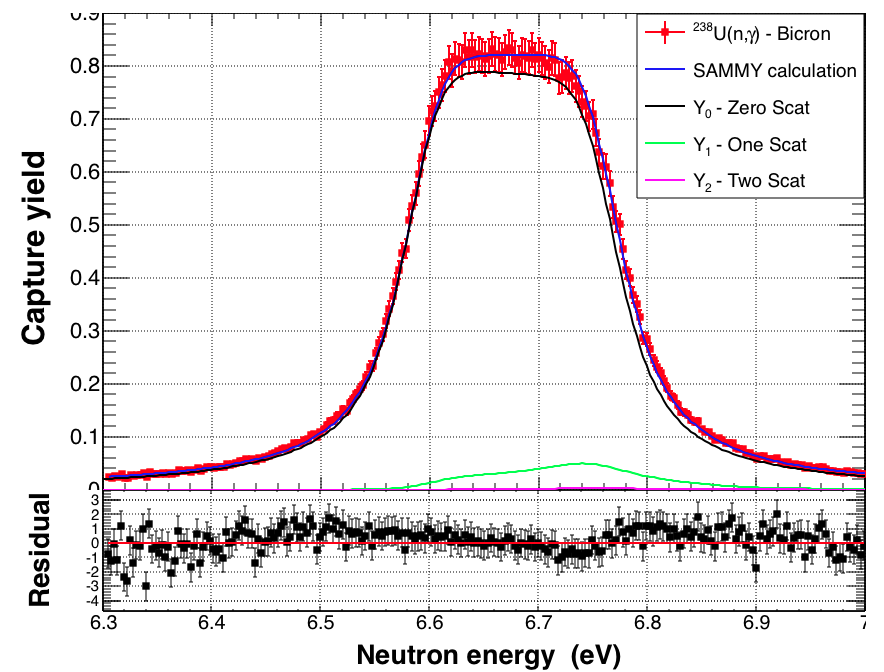 0.9
0.8
0.7
0.6
0.5
0.4
0.3
0.2
0.1
0
Capture yield
²³⁸U(n,γ) - Bicron
SAMMY calculation
Y₀ - Zero Scat
Y₁ - One Scat
Y₂ - Two Scat
3
2
1
0
-1
-2
-3
-4
Residual
6.3 6.4 6.5 6.6 6.7 6.8 6.9 7
Neutron energy (eV)